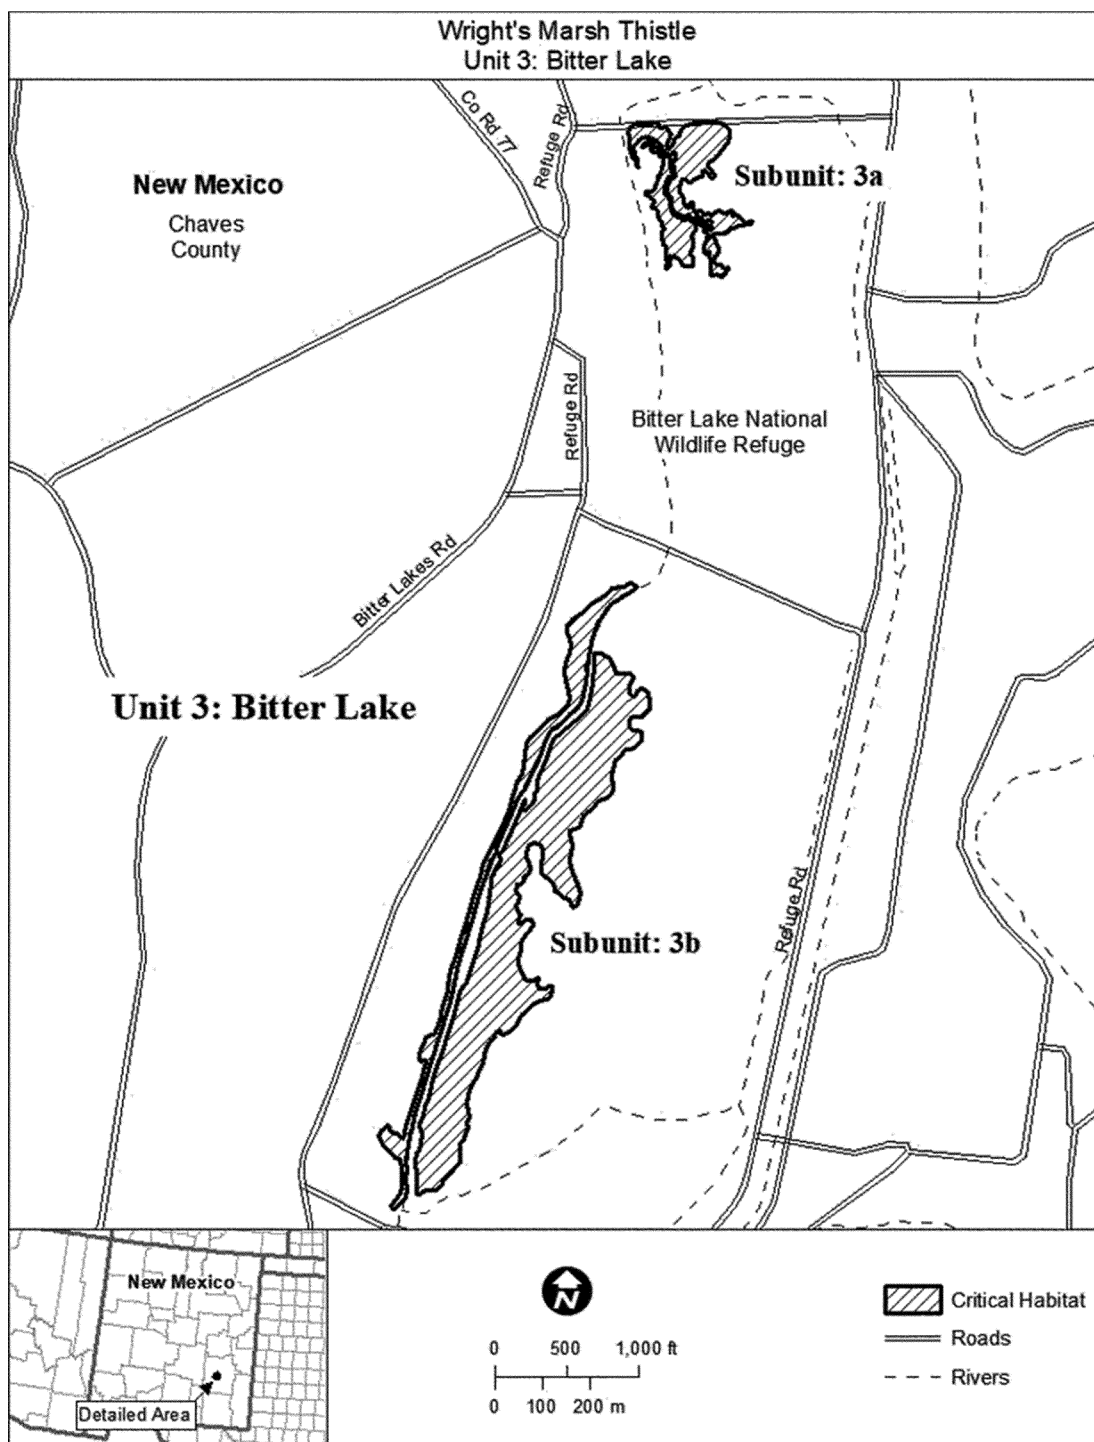 Wright's Marsh Thistle
Unit 3: Bitter Lake
Co Rd 77
Refuge Rd
New Mexico
Chaves
County
Subunit: 3a
Refuge Rd
Bitter Lake National
Wildlife Refuge
Bitter Lakes Rd
Unit 3: Bitter Lake
Refuge Rd
Subunit: 3b
New Mexico
Detailed Area
N
0 500 1,000 ft
0 100 200 m
Critical Habitat
Roads
Rivers